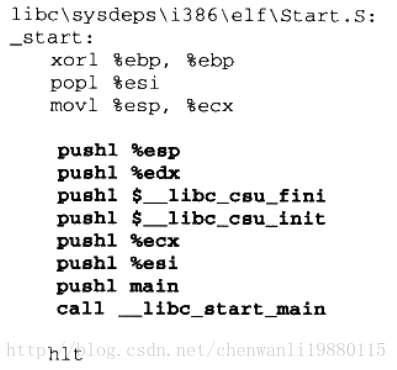 libc\sysdeps\i386\elf\Start.S:
_start:
xorl %ebp, %ebp
popl %esi
movl %esp, %ecx
pushl %esp
pushl %edx
pushl $__libc_csu_fini
pushl $__libc_csu_init
pushl %ecx
pushl %esi
pushl main
call __libc_start_main
hlt
http://blog.csdn.net/chenwanli19880115